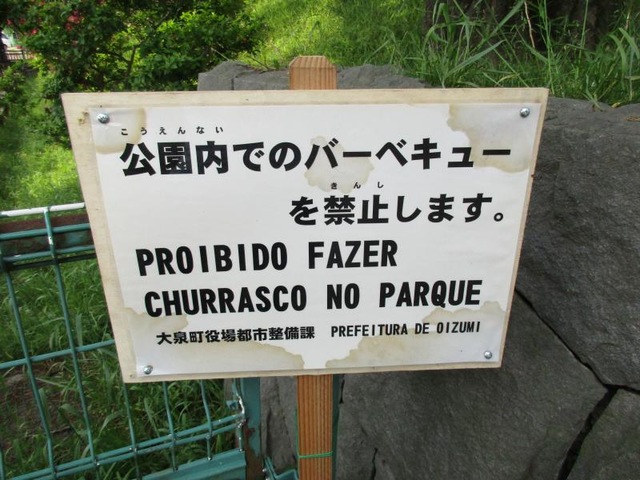 こうえんない
公園内でのバーベキュー
きんし
を禁止します。
PROIBIDO FAZER
CHURRASCO NO PARQUE
大泉町役場都市整備課 PREFEITURA DE OIZUMI